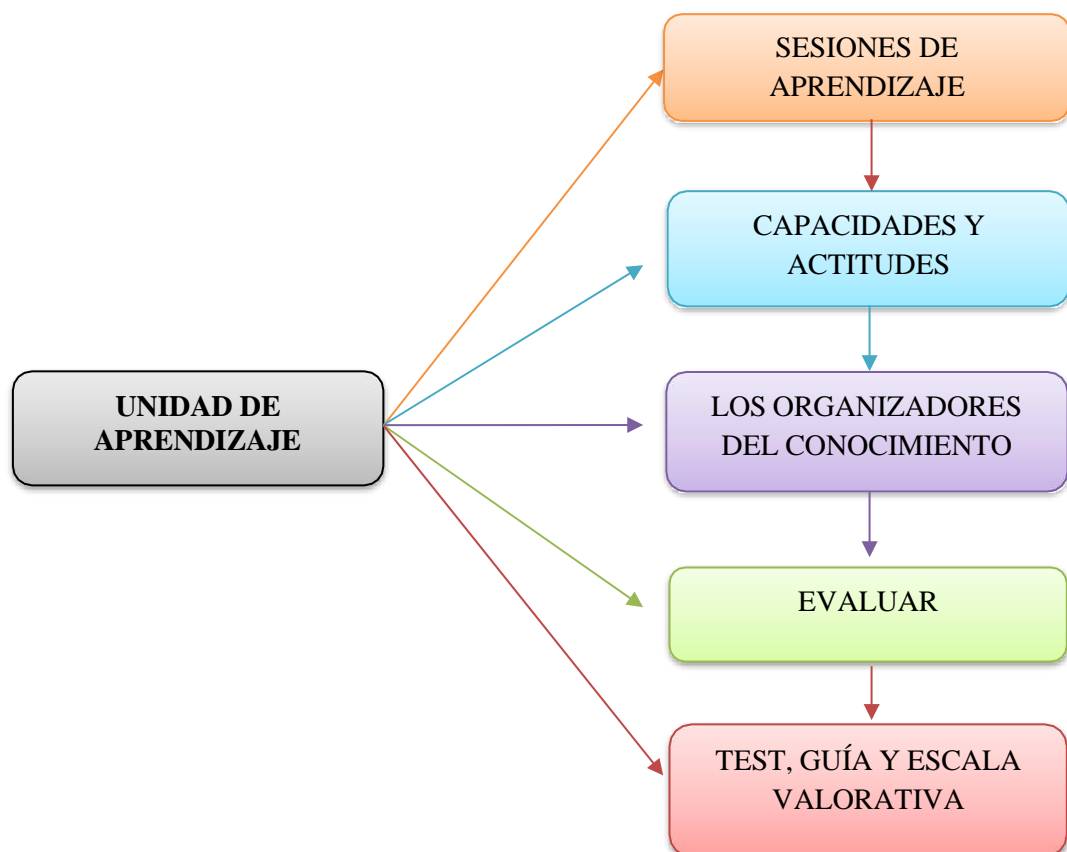 SESIONES DE
APRENDIZAJE
CAPACIDADES Y
ACTITUDES
UNIDAD DE
APRENDIZAJE
LOS ORGANIZADORES
DEL CONOCIMIENTO
EVALUAR
TEST, GUÍA Y ESCALA
VALORATIVA